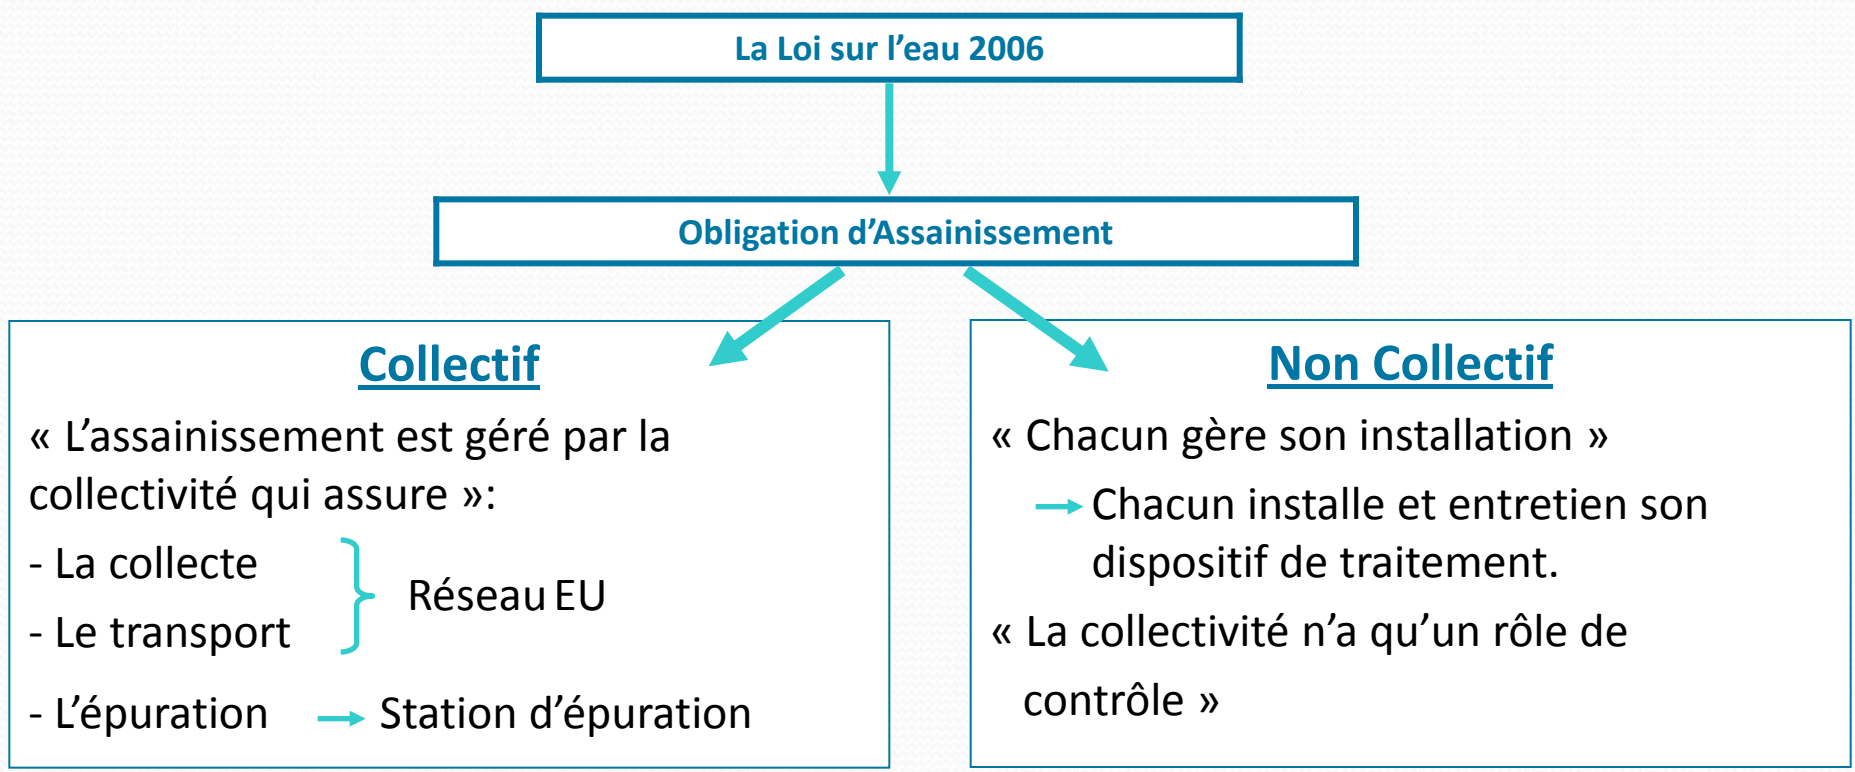 La Loi sur l’eau 2006
Obligation d’Assainissement
Collectif
« L’assainissement est géré par la
collectivité qui assure »:
- La collecte
- Le transport
Réseau EU
- L’épuration
Station d’épuration
Non Collectif
« Chacun gère son installation »
Chacun installe et entretien son
dispositif de traitement.
« La collectivité n’a qu’un rôle de
contrôle »